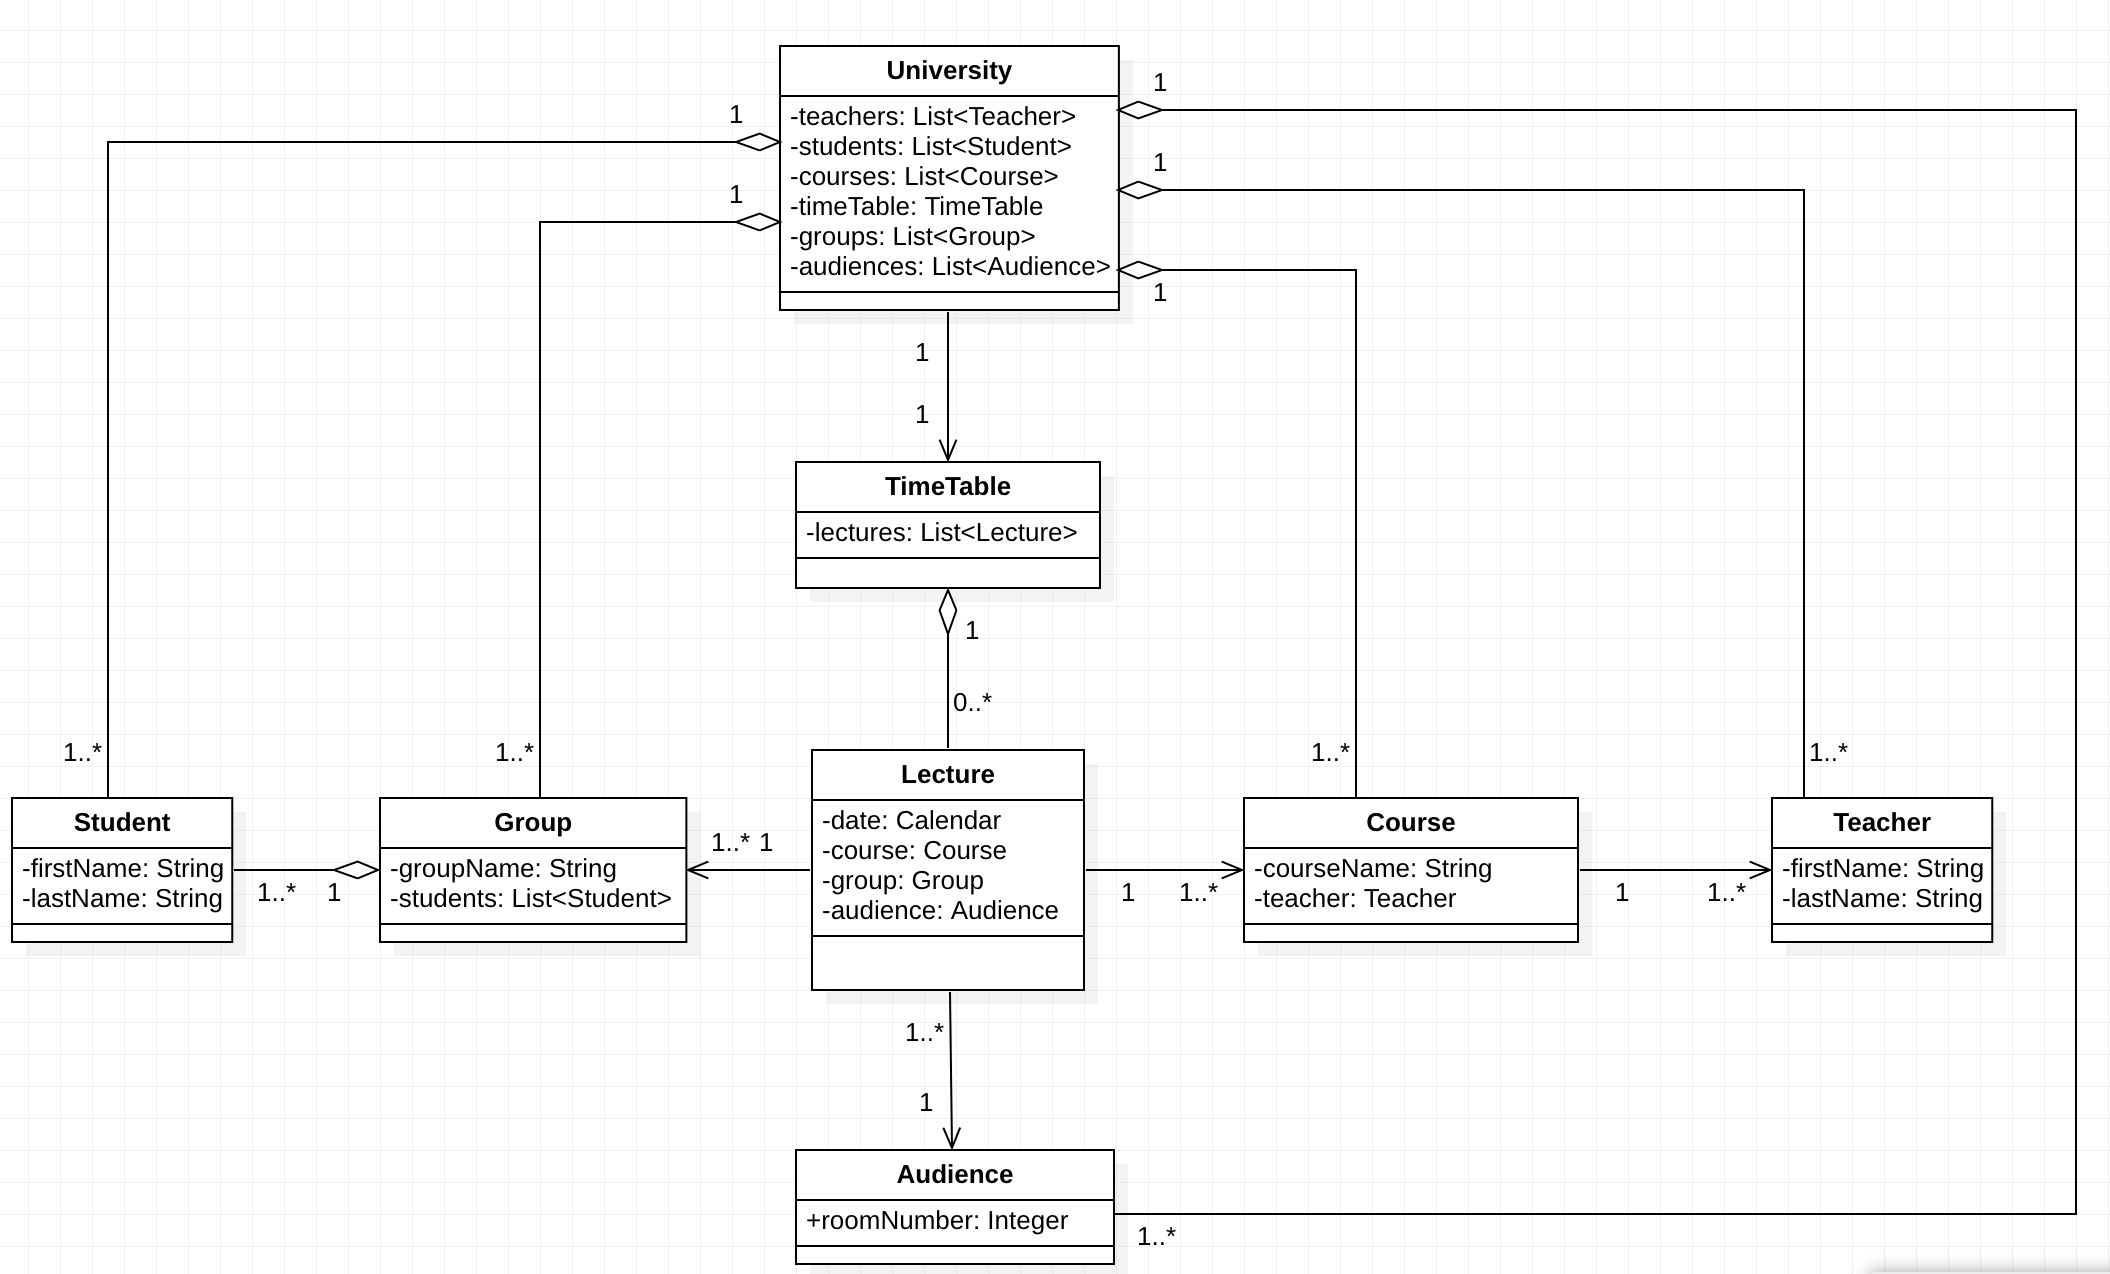 University
-teachers: List<Teacher>
-students: List<Student>
-courses: List<Course>
-timeTable: TimeTable
-groups: List<Group>
-audiences: List<Audience>
1
1
1
1
1
1
1
TimeTable
-lectures: List<Lecture>
1
0..*
1..*
1..*
1..*
1..*
Student
-firstName: String
-lastName: String
1..*
1
Group
-groupName: String
-students: List<Student>
1..*
1
Lecture
-date: Calendar
-course: Course
-group: Group
-audience: Audience
1
1..*
Course
-courseName: String
-teacher: Teacher
1
1..*
Teacher
-firstName: String
-lastName: String
1..*
1
Audience
+roomNumber: Integer
1..*